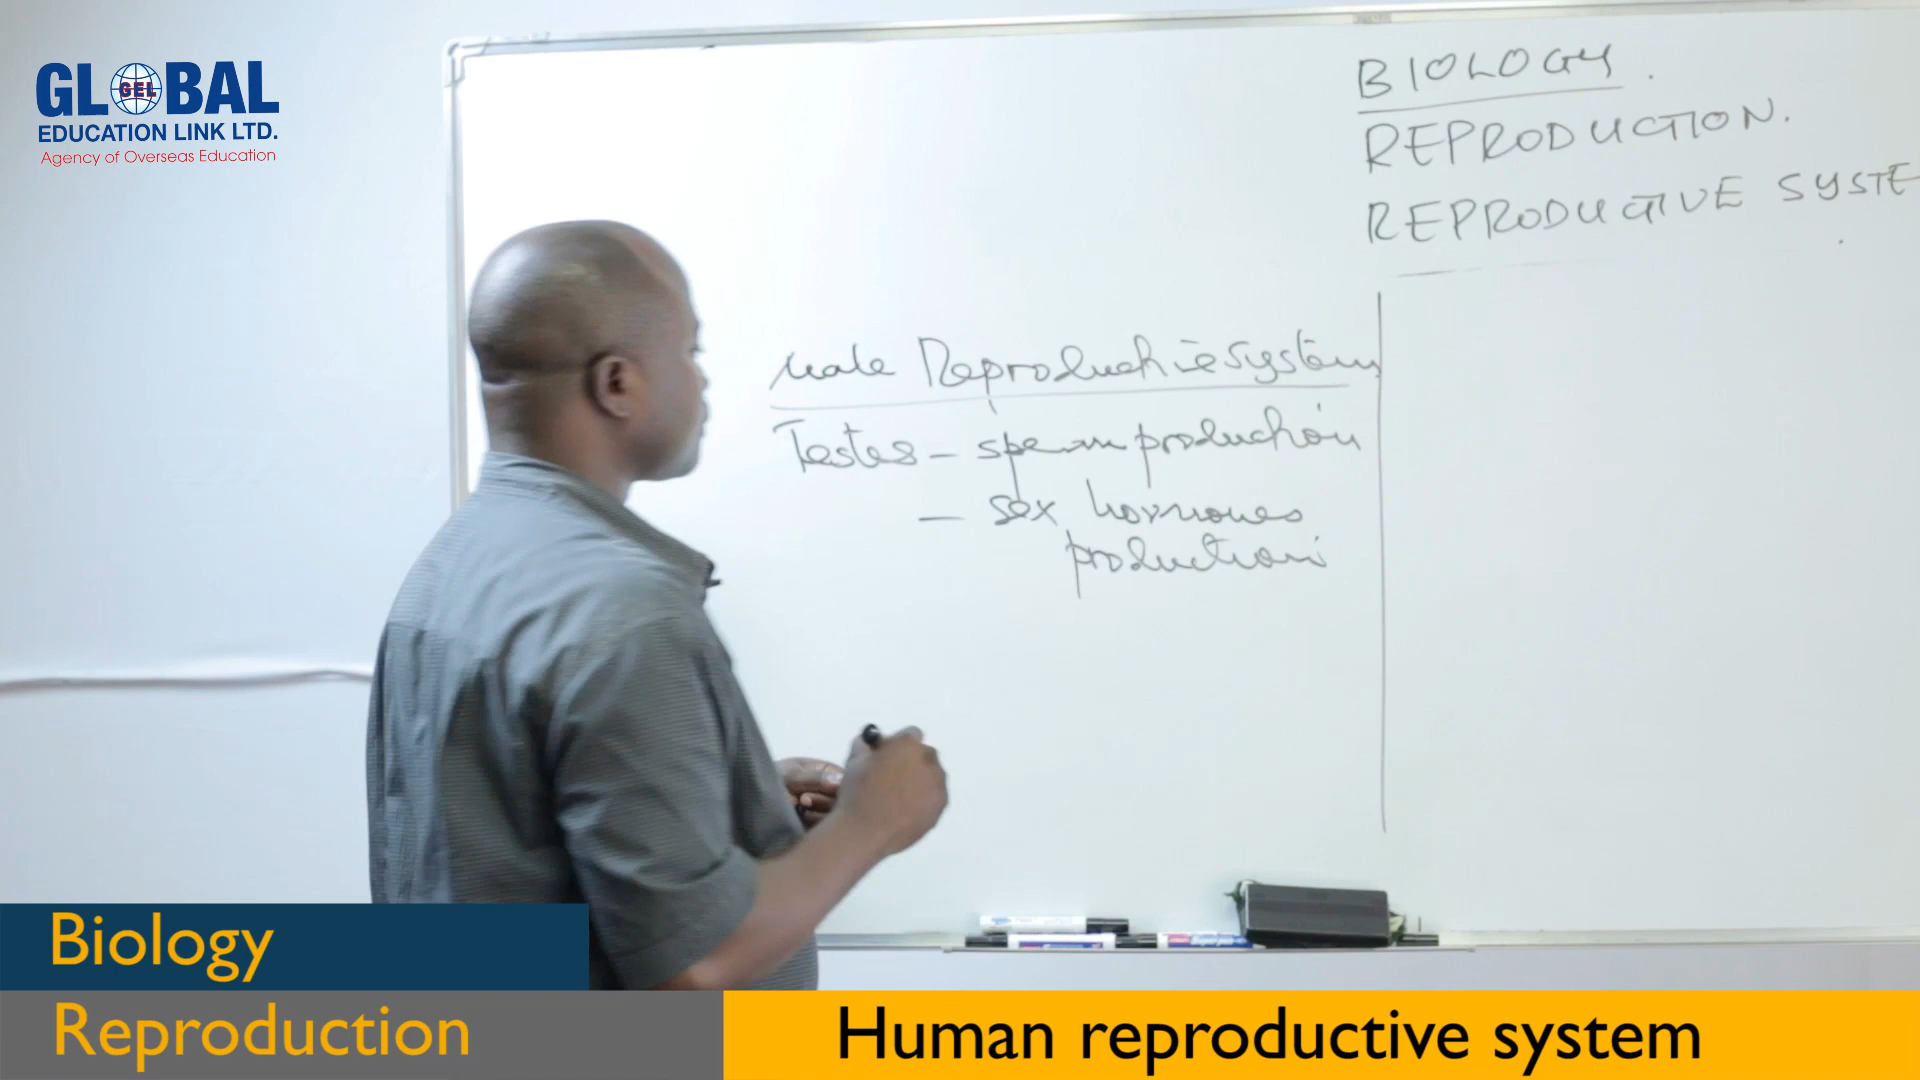 GLOBAL
GEL
EDUCATION LINK LTD.
Agency of Overseas Education
BIOLOGY.
REPRODUCTION.
REPRODUCTIVE SYSTE
Male Reproductive System
Testes - sperm production
- sex hormones
production
Biology
Reproduction
Human reproductive system